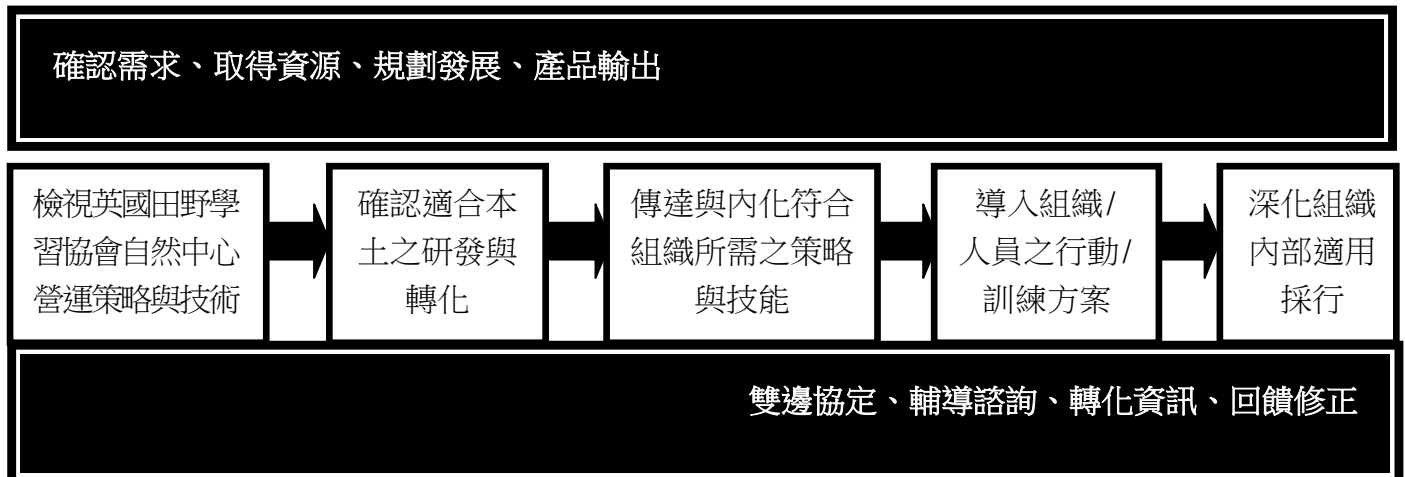 確認需求、取得資源、規劃發展、產品輸出
檢視英國田野學
習協會自然中心
營運策略與技術
確認適合本
土之研發與
轉化
傳達與內化符合
組織所需之策略
與技能
導入組織/
人員之行動/
訓練方案
深化組織
內部適用
採行
雙邊協定、輔導諮詢、轉化資訊、回饋修正